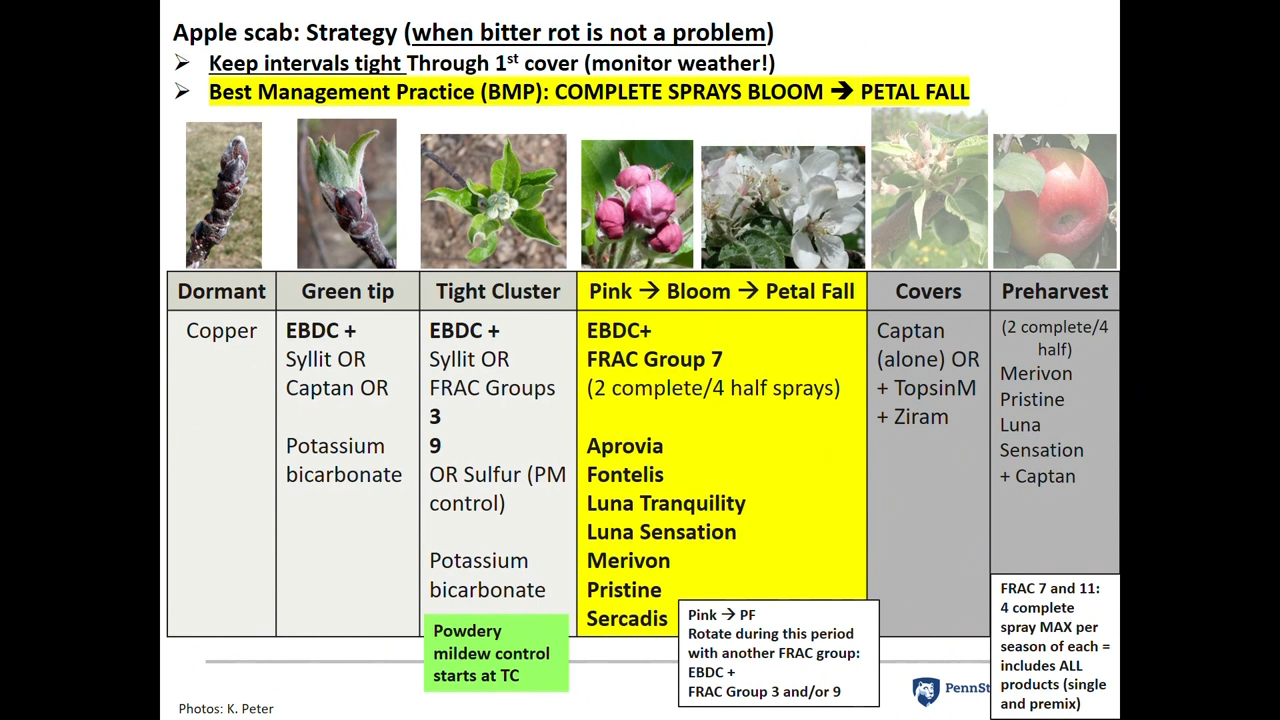 Apple scab: Strategy (when bitter rot is not a problem)
➢ Keep intervals tight Through 1st cover (monitor weather!)
➢ Best Management Practice (BMP): COMPLETE SPRAYS BLOOM → PETAL FALL
Dormant
Copper
Green tip
EBDC +
Syllit OR
Captan OR
Potassium
bicarbonate
Tight Cluster
EBDC +
Syllit OR
FRAC Groups
3
9
OR Sulfur (PM
control)
Potassium
bicarbonate
Powdery
mildew control
starts at TC
Pink → Bloom → Petal Fall
EBDC+
FRAC Group 7
(2 complete/4 half sprays)
Aprovia
Fontelis
Luna Tranquility
Luna Sensation
Merivon
Pristine
Sercadis
Pink → PF
Rotate during this period
with another FRAC group:
EBDC +
FRAC Group 3 and/or 9
Covers
Captan
(alone) OR
+ TopsinM
+ Ziram
Preharvest
(2 complete/4
half)
Merivon
Pristine
Luna
Sensation
+ Captan
FRAC 7 and 11:
4 complete
spray MAX per
season of each =
includes ALL
products (single
and premix)
Photos: K. Peter